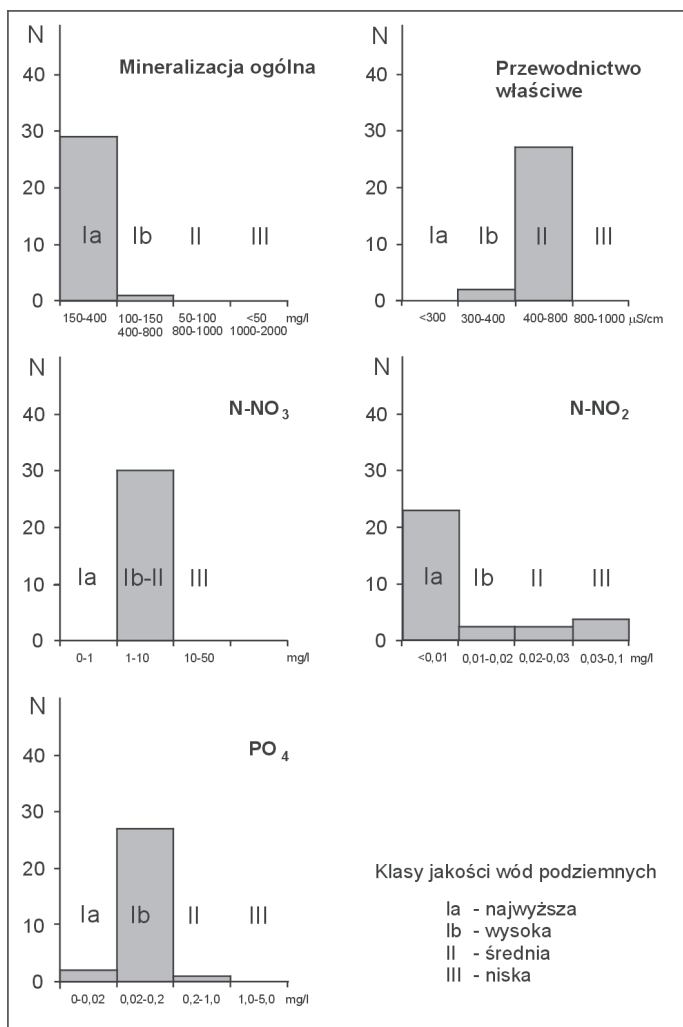 N
Mineralizacja ogólna
40
30
20
10
0
Ia Ib II III
150-400 100-150 50-100 <50 mg/l
400-800 800-1000 1000-2000
N
Przewodnictwo
właściwe
40
30
20
10
0
Ia Ib II III
<300 300-400 400-800 800-1000 µS/cm
N
N-NO3
40
30
20
10
0
Ia Ib-II III
0-1 1-10 10-50 mg/l
N
N-NO2
40
30
20
10
0
Ia Ib II III
<0,01 0,01-0,02 0,02-0,03 0,03-0,1 mg/l
N
PO4
40
30
20
10
0
Ia Ib II III
0-0,02 0,02-0,2 0,2-1,0 1,0-5,0 mg/l
Klasy jakości wód podziemnych
Ia - najwyższa
Ib - wysoka
II - średnia
III - niska